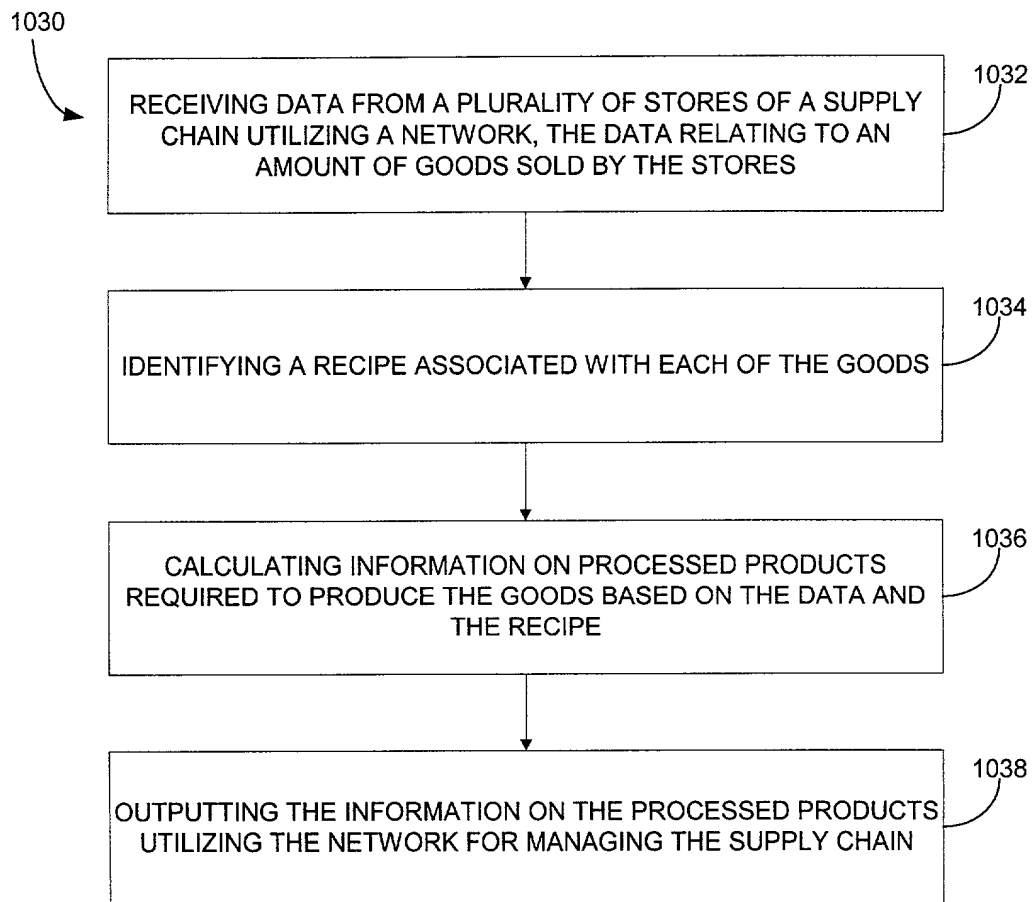 1030
1032
RECEIVING DATA FROM A PLURALITY OF STORES OF A SUPPLY
CHAIN UTILIZING A NETWORK, THE DATA RELATING TO AN
AMOUNT OF GOODS SOLD BY THE STORES
1034
IDENTIFYING A RECIPE ASSOCIATED WITH EACH OF THE GOODS
1036
CALCULATING INFORMATION ON PROCESSED PRODUCTS
REQUIRED TO PRODUCE THE GOODS BASED ON THE DATA AND
THE RECIPE
1038
OUTPUTTING THE INFORMATION ON THE PROCESSED PRODUCTS
UTILIZING THE NETWORK FOR MANAGING THE SUPPLY CHAIN